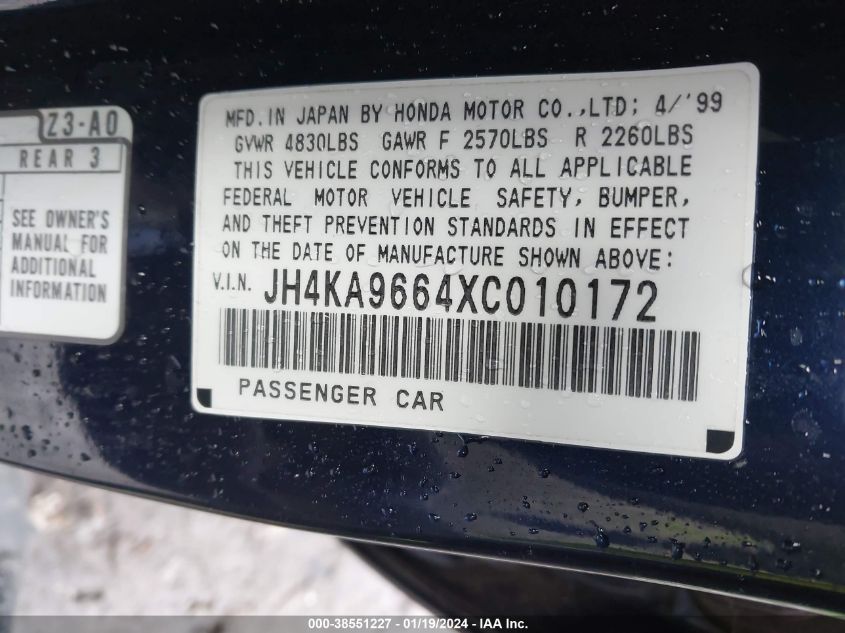 Z3-A0
REAR 3
SEE OWNER'S
MANUAL FOR
ADDITIONAL
INFORMATION
MFD.IN JAPAN BY HONDA MOTOR CO.,LTD: 4/'99
GVWR 4830LBS GAWR F 2570LBS R 2260LBS
THIS VEHICLE CONFORMS TO ALL APPLICABLE
FEDERAL MOTOR VEHICLE SAFETY, BUMPER,
AND THEFT PREVENTION STANDARDS IN EFFECT
ON THE DATE OF MANUFACTURE SHOWN ABOVE:
V.I.N. JH4KA9664XC010172
PASSENGER CAR
000-38551227 - 01/19/2024 - WWW.IAAI.COM